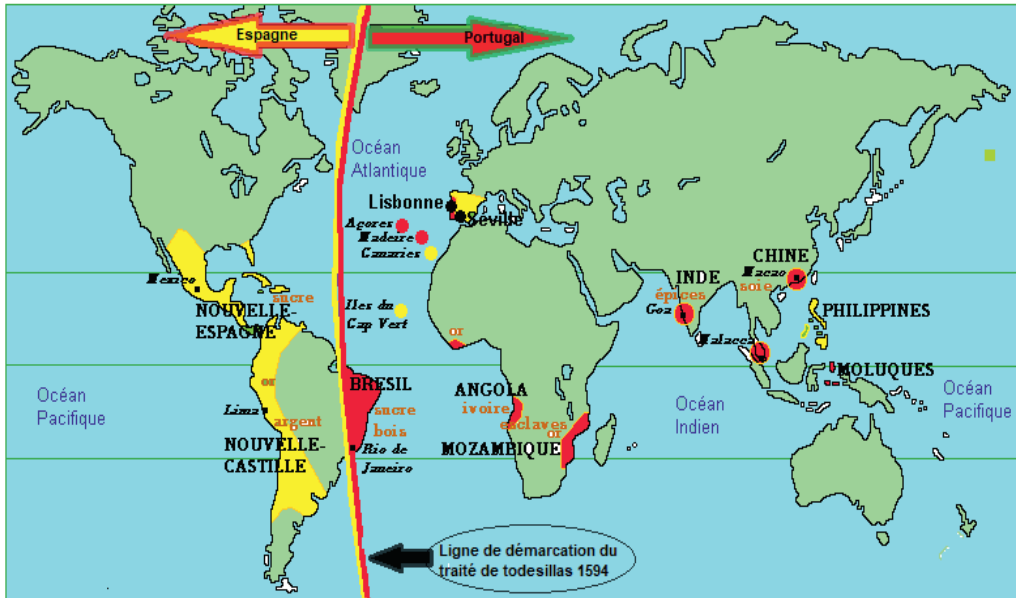 Espagne
Portugal
Océan
Atlantique
Lisbonne
Séville
Açores
Madeire
Canaries
CHINE
Macao
soie
INDE
épices
Goa
Mexico
sucre
NOUVELLE-
ESPAGNE
Iles du
Cap Vert
PHILIPPINES
or
Malacca
MOLUQUES
BRESIL
ANGOLA
ivoire
esclaves
or
Océan
Pacifique
or
Lima
argent
sucre
bois
Océan
Indien
Océan
Pacifique
NOUVELLE-
CASTILLE
Rio de
Janeiro
or
MOZAMBIQUE
Ligne de démarcation du
traité de todesillas 1594